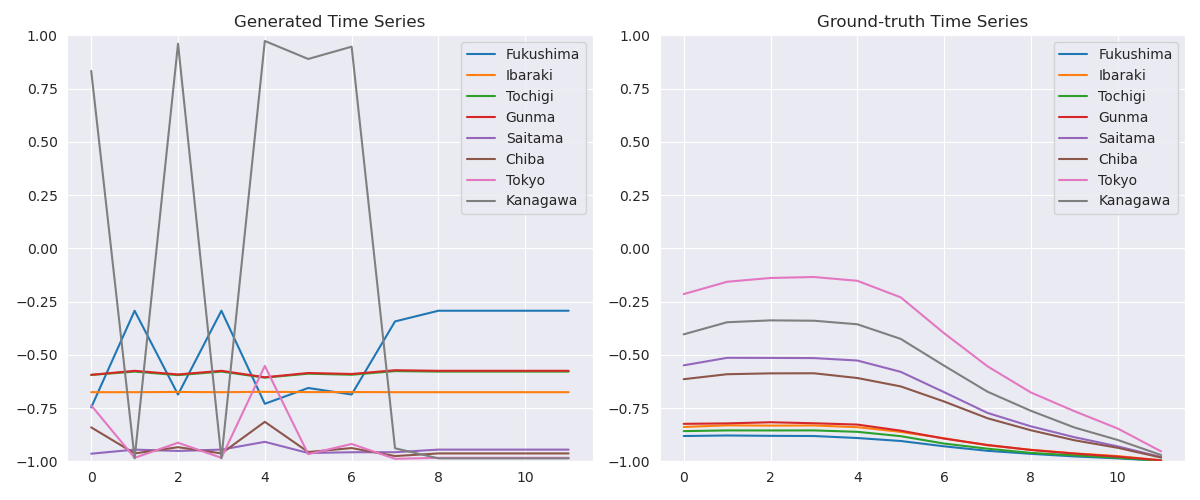 Generated Time Series
1.00
0.75
0.50
0.25
0.00
−0.25
−0.50
−0.75
−1.00
0
2
4
6
8
10
Fukushima
Ibaraki
Tochigi
Gunma
Saitama
Chiba
Tokyo
Kanagawa
Ground-truth Time Series
1.00
0.75
0.50
0.25
0.00
−0.25
−0.50
−0.75
−1.00
0
2
4
6
8
10
Fukushima
Ibaraki
Tochigi
Gunma
Saitama
Chiba
Tokyo
Kanagawa